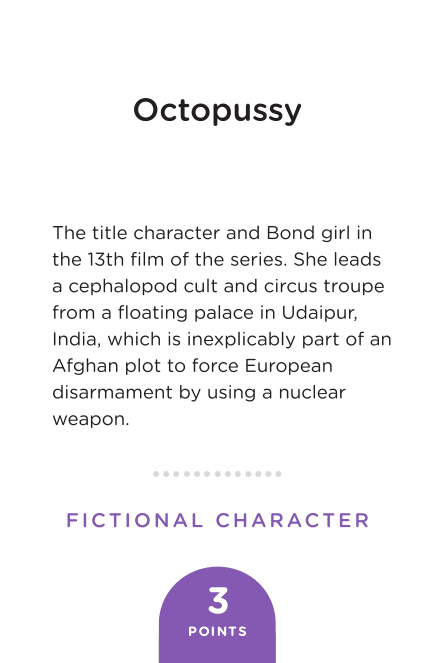 Octopussy
The title character and Bond girl in
the 13th film of the series. She leads
a cephalopod cult and circus troupe
from a floating palace in Udaipur,
India, which is inexplicably part of an
Afghan plot to force European
disarmament by using a nuclear
weapon.
FICTIONAL CHARACTER
3
POINTS